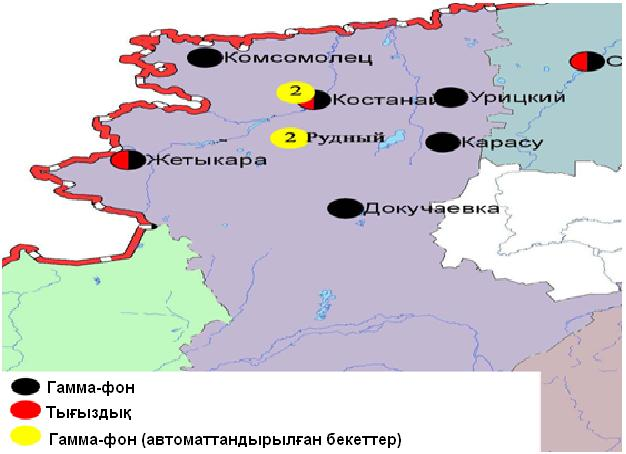 Комсомолец
2
Костанай
Урицкий
С
2 Рудный
Карасу
Жетыкара
Докучаевка
Гамма-фон
Тығыздық
Гамма-фон (автоматтандырылған бекеттер)